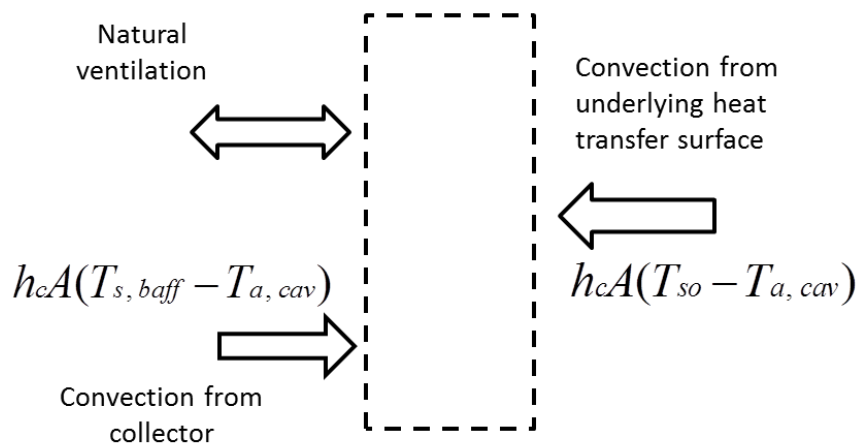 Natural
ventilation
Convection from
underlying heat
transfer surface
hcA(Ts, baff − Ta, cav)
hcA(Tso − Ta, cav)
Convection from
collector